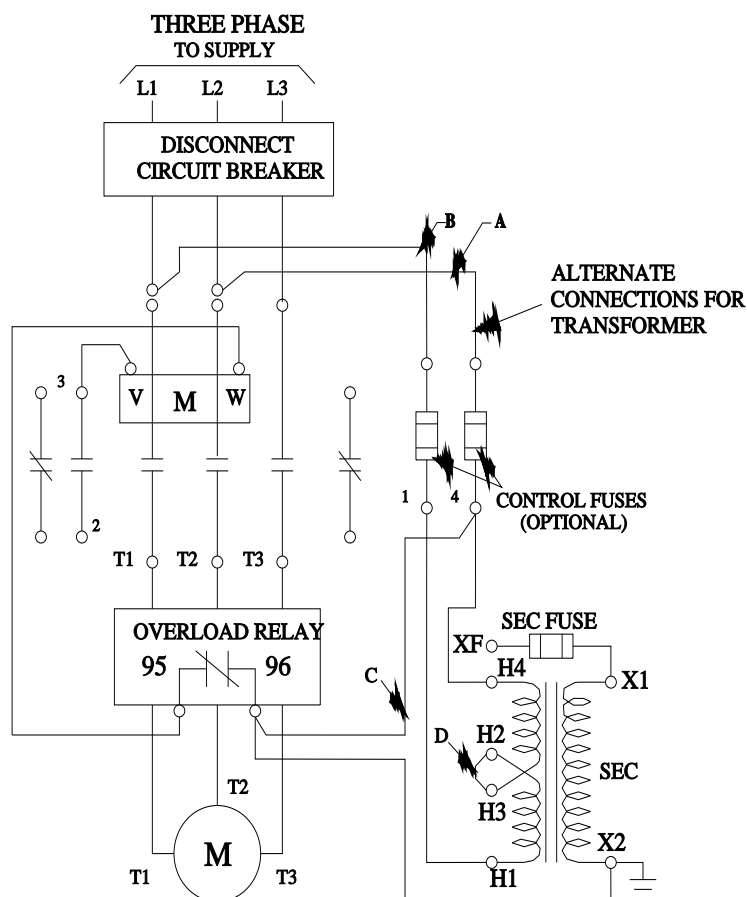 THREE PHASE
TO SUPPLY
L1 L2 L3
DISCONNECT
CIRCUIT BREAKER
B A
ALTERNATE
CONNECTIONS FOR
TRANSFORMER
3 V M W
1 4
CONTROL FUSES
(OPTIONAL)
2
T1 T2 T3
OVERLOAD RELAY
95 96
SEC FUSE
XF
H4 X1
C
D H2
SEC
H3
T2
M
T1 T3
X2
H1